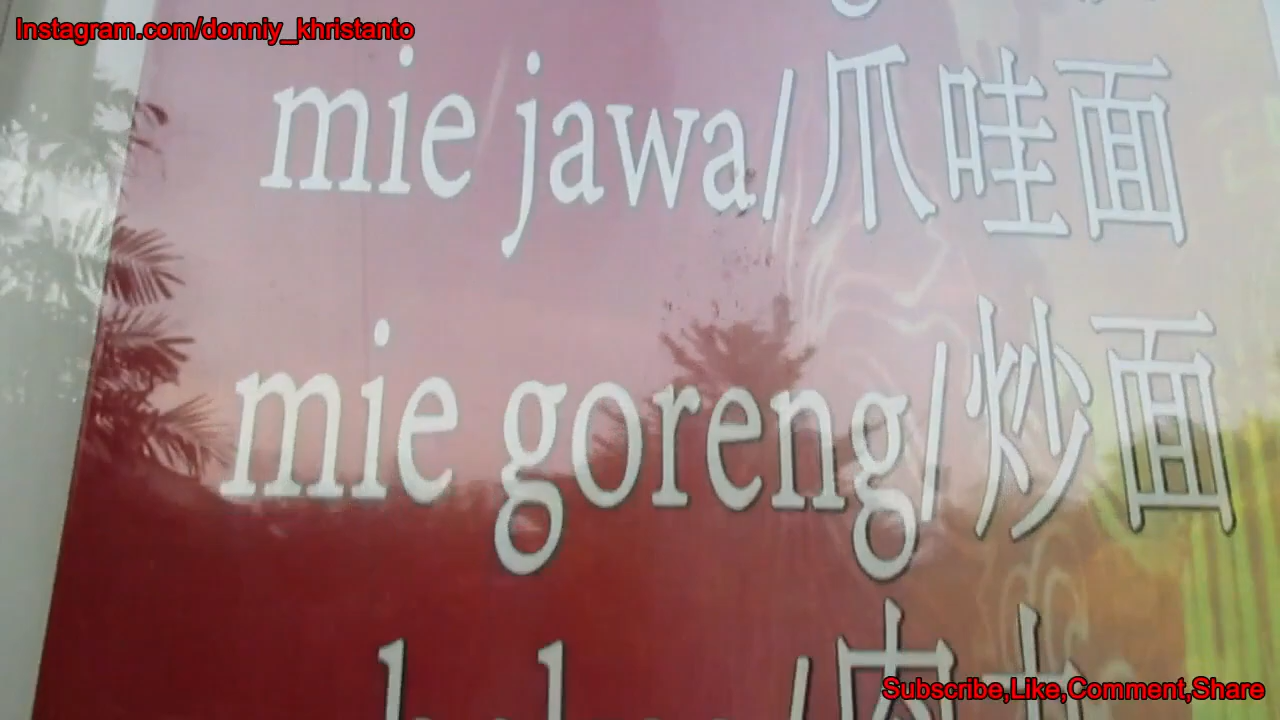 Instagram.com/donniy_khristanto
mie jawa/爪哇面
mie goreng/炒面
Subscribe,Like,Comment,Share